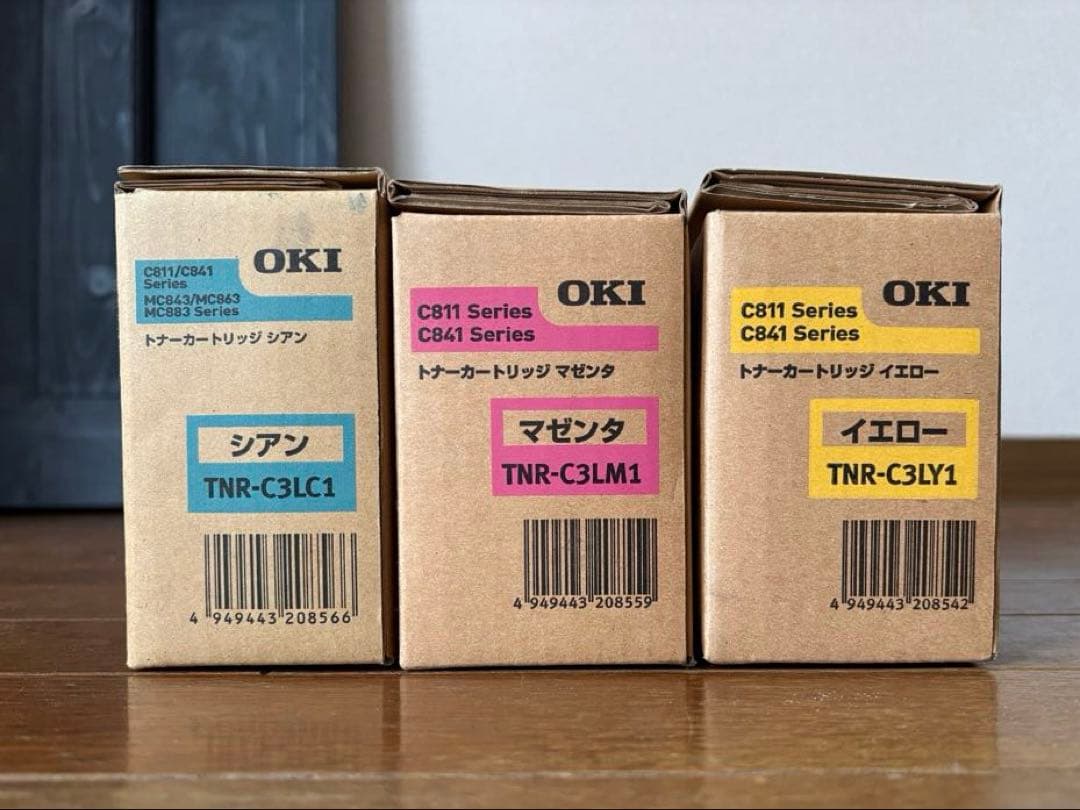 OKI
C811/C841
Series
MC843/MC863
MC883 Series
トナーカートリッジ シアン
シアン
TNR-C3LC1
4 949443 208566
OKI
C811 Series
C841 Series
トナーカートリッジ マゼンタ
マゼンタ
TNR-C3LM1
4 949443 208559
OKI
C811 Series
C841 Series
トナーカートリッジ イエロー
イエロー
TNR-C3LY1
4 949443 208542